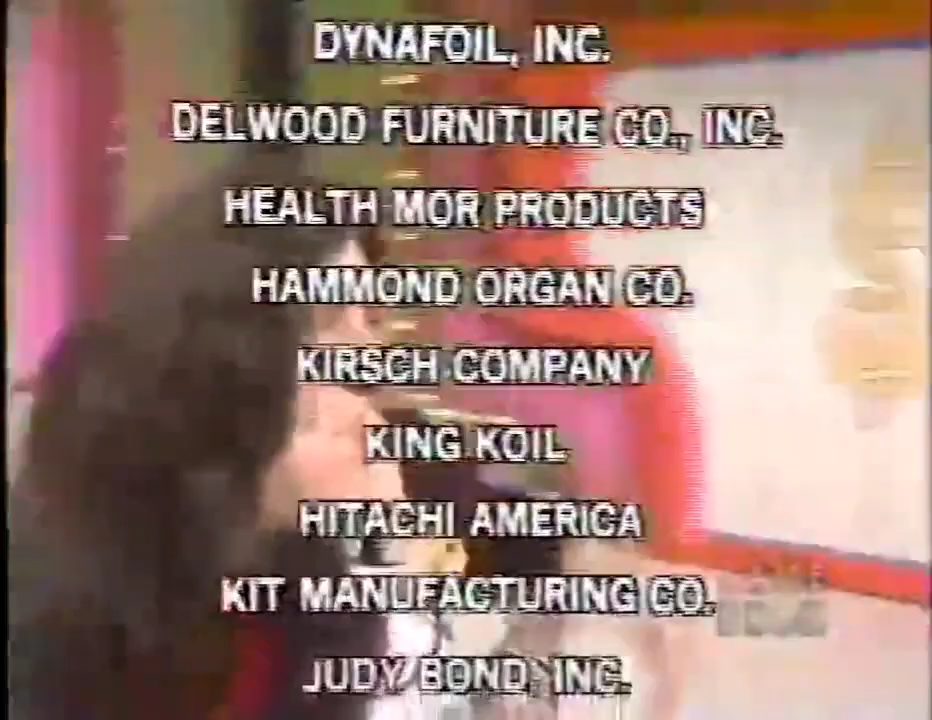 DYNAFOIL, INC.
DELWOOD FURNITURE CO., INC.
HEALTH MOR PRODUCTS
HAMMOND ORGAN CO.
KIRSCH COMPANY
KING KOIL
HITACHI AMERICA
KIT MANUFACTURING CO.
JUDY BOND, INC.